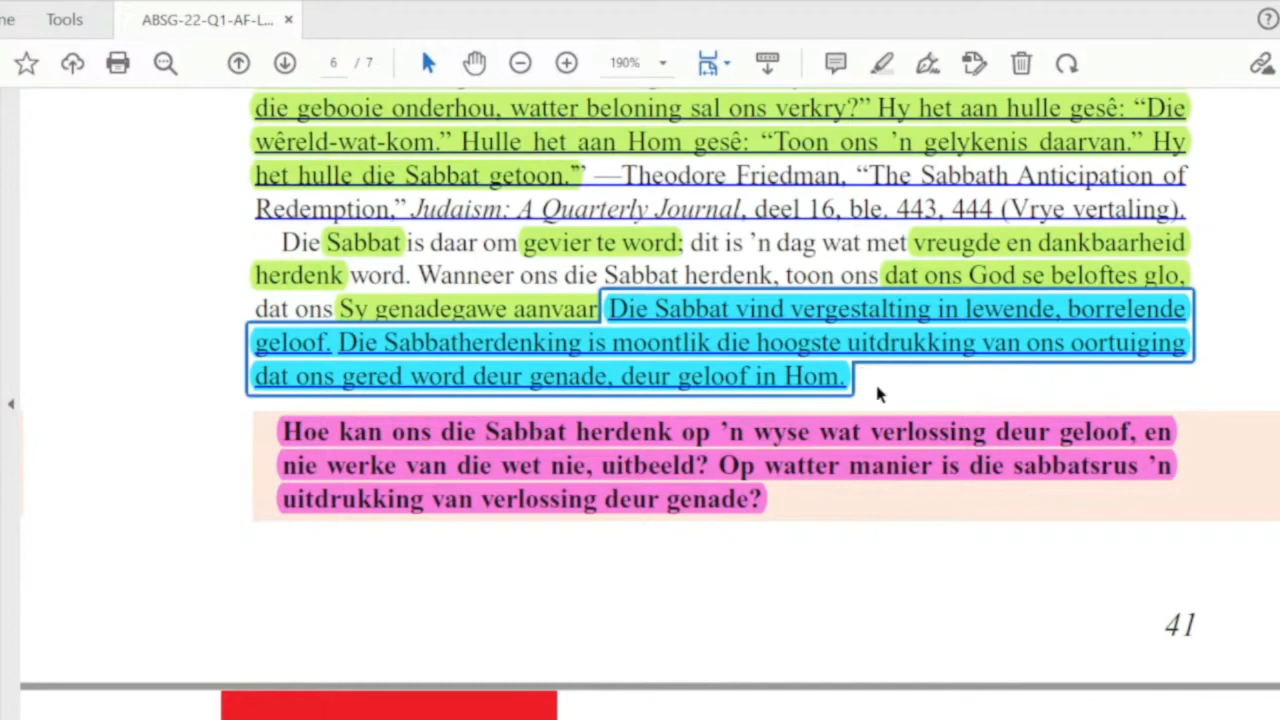 ne Tools ABSG-22-Q1-AF-L... ×
6 / 7 190%
die gebooie onderhou, watter beloning sal ons verkry?” Hy het aan hulle gesê: “Die
wêreld-wat-kom.” Hulle het aan Hom gesê: “Toon ons ’n gelykenis daarvan.” Hy
het hulle die Sabbat getoon.”’ —Theodore Friedman, “The Sabbath Anticipation of
Redemption,” Judaism: A Quarterly Journal, deel 16, ble. 443, 444 (Vrye vertaling).
Die Sabbat is daar om gevier te word; dit is ’n dag wat met vreugde en dankbaarheid
herdenk word. Wanneer ons die Sabbat herdenk, toon ons dat ons God se beloftes glo,
dat ons Sy genadegawe aanvaar. Die Sabbat vind vergestalting in lewende, borrelende
geloof. Die Sabbatherdenking is moontlik die hoogste uitdrukking van ons oortuiging
dat ons gered word deur genade, deur geloof in Hom.
Hoe kan ons die Sabbat herdenk op ’n wyse wat verlossing deur geloof, en
nie werke van die wet nie, uitbeeld? Op watter manier is die sabbatsrus ’n
uitdrukking van verlossing deur genade?
41